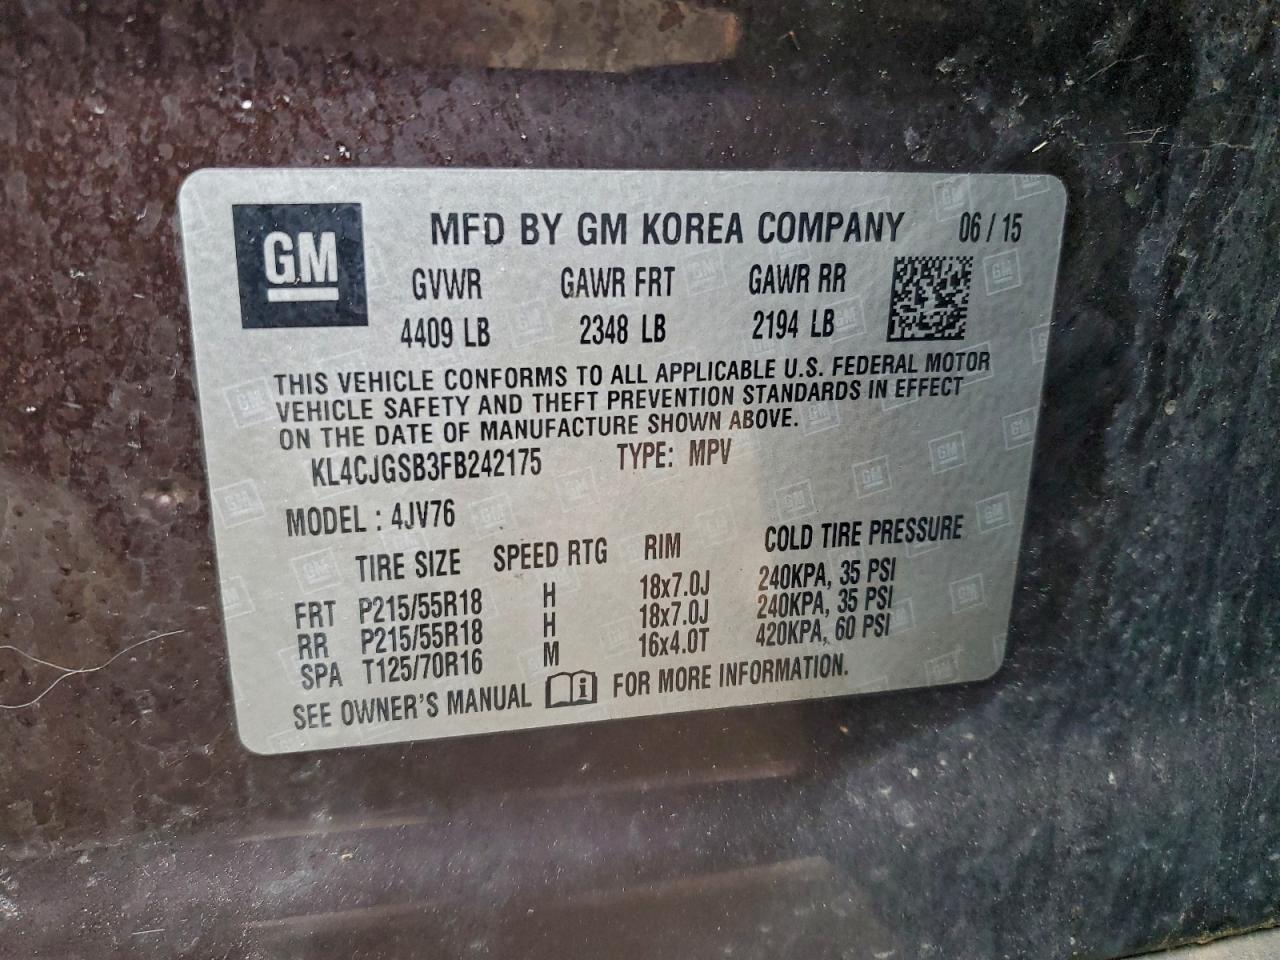 GM
MFD BY GM KOREA COMPANY 06 / 15
GVWR GAWR FRT GAWR RR
4409 LB 2348 LB 2194 LB
THIS VEHICLE CONFORMS TO ALL APPLICABLE U.S. FEDERAL MOTOR
VEHICLE SAFETY AND THEFT PREVENTION STANDARDS IN EFFECT
ON THE DATE OF MANUFACTURE SHOWN ABOVE.
KL4CJGSB3FB242175 TYPE: MPV
MODEL : 4JV76
TIRE SIZE SPEED RTG RIM COLD TIRE PRESSURE
FRT P215/55R18 H 18x7.0J 240KPA, 35 PSI
RR P215/55R18 H 18x7.0J 240KPA, 35 PSI
SPA T125/70R16 M 16x4.0T 420KPA, 60 PSI
SEE OWNER'S MANUAL i FOR MORE INFORMATION.